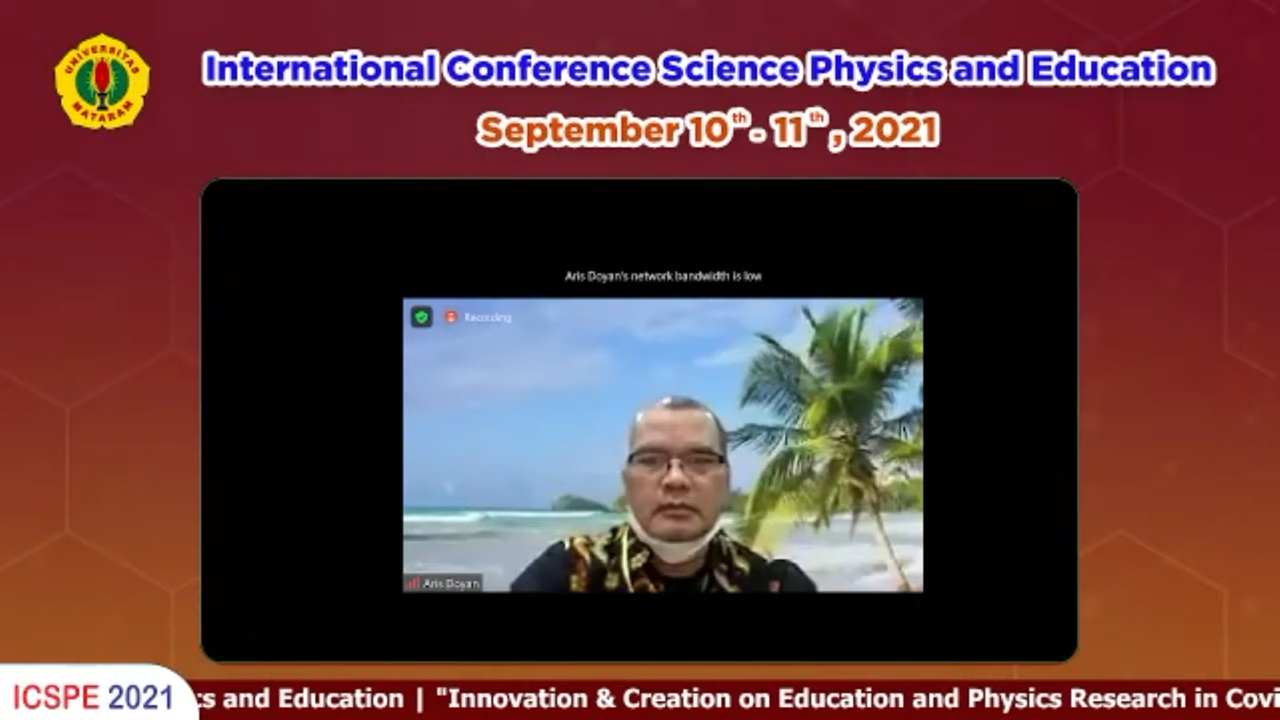 UNIVERSITAS
MATARAM
International Conference Science Physics and Education
September 10th - 11th, 2021
Aris Doyan's network bandwidth is low
Recording
Aris Doyan
ICSPE 2021
cs and Education | "Innovation & Creation on Education and Physics Research in Covi